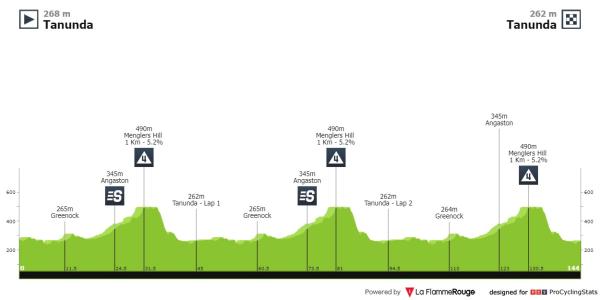 268 m
Tanunda
262 m
Tanunda
490m
Menglers Hill
1 Km - 5.2%
4
345m
Angaston
S
265m
Greenock
262m
Tanunda - Lap 1
490m
Menglers Hill
1 Km - 5.2%
4
345m
Angaston
S
265m
Greenock
262m
Tanunda - Lap 2
264m
Greenock
345m
Angaston
490m
Menglers Hill
1 Km - 5.2%
4
600
400
200
600
400
200
0
11.5
24.5
31.5
45
60.5
73.5
81
94.5
110
123
130.5
144
Powered by La FlammeRouge
designed for PCS ProCyclingStats